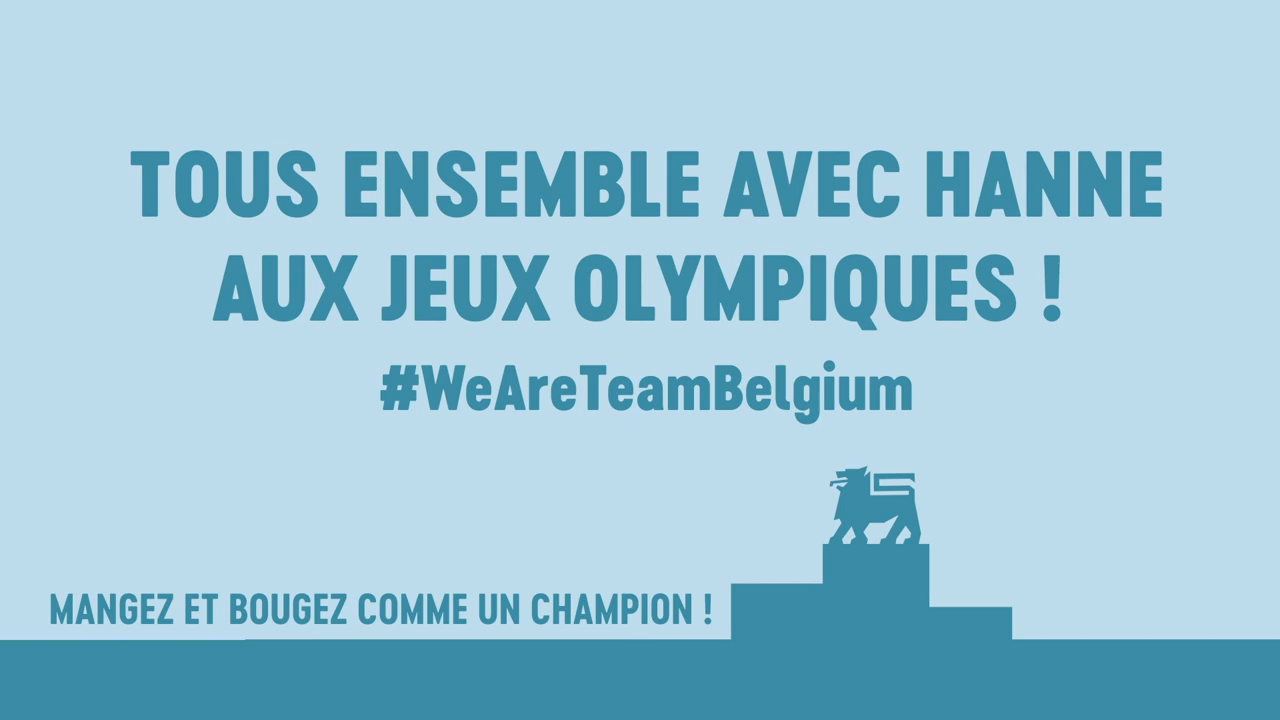 TOUS ENSEMBLE AVEC HANNE
AUX JEUX OLYMPIQUES !
#WeAreTeamBelgium
MANGEZ ET BOUGEZ COMME UN CHAMPION !